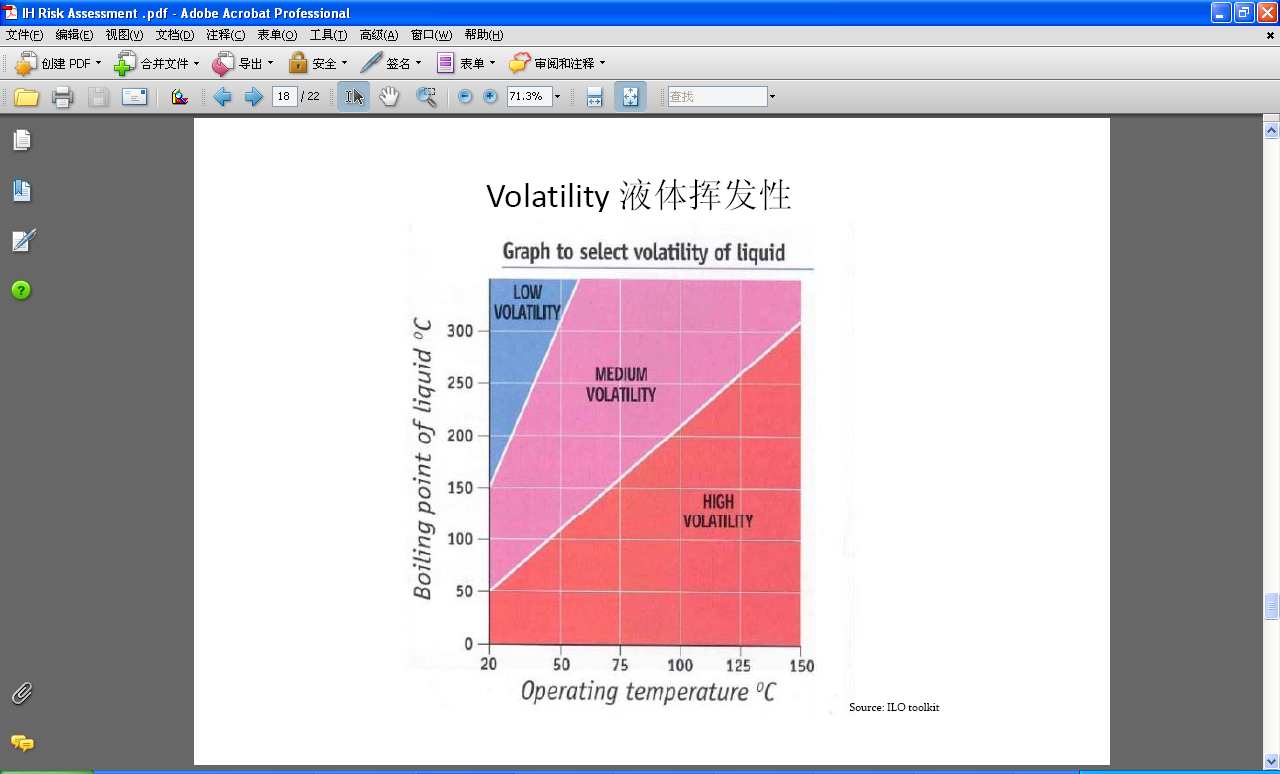 IH Risk Assessment .pdf - Adobe Acrobat Professional
文件(F) 编辑(E) 视图(V) 文档(D) 注释(C) 表单(O) 工具(T) 高级(A) 窗口(W) 帮助(H)
创建 PDF 合并文件 导出 安全 签名 表单 审阅和注释
18 / 22 71.3% 查找
Volatility 液体挥发性
Graph to select volatility of liquid
LOW
VOLATILITY
MEDIUM
VOLATILITY
HIGH
VOLATILITY
Boiling point of liquid °C
300
250
200
150
100
50
0
20 50 75 100 125 150
Operating temperature °C
Source: ILO toolkit